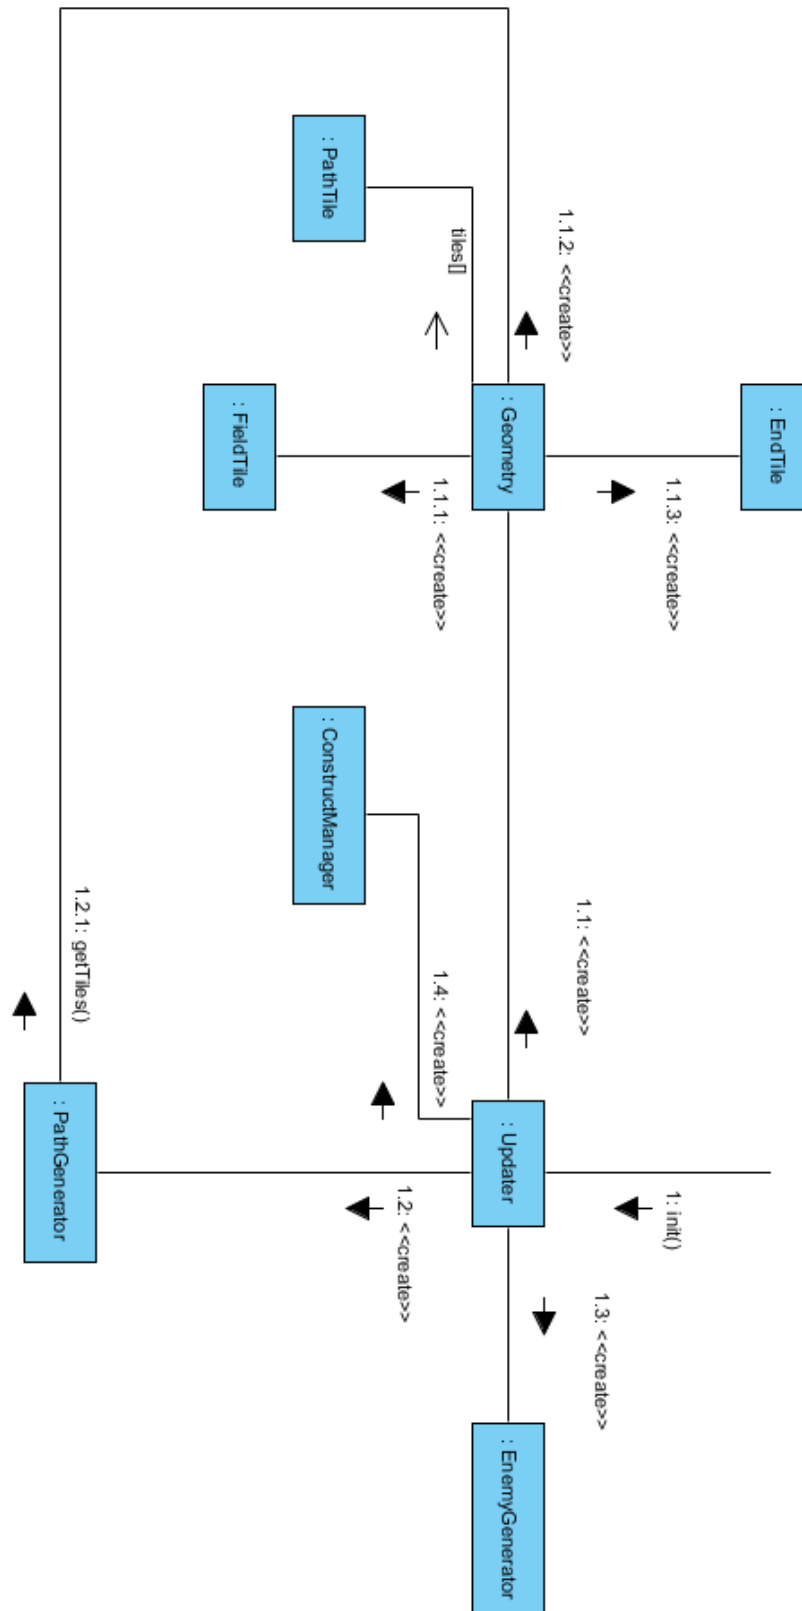 : EndTile
1.1.3: <<create>>
1: init()
1.3: <<create>>
1.1.2: <<create>>
1.1: <<create>>
: Geometry
: Updater
: EnemyGenerator
tiles[]
1.1.1: <<create>>
1.4: <<create>>
1.2: <<create>>
: PathTile
: ConstructManager
: FieldTile
1.2.1: getTiles()
: PathGenerator